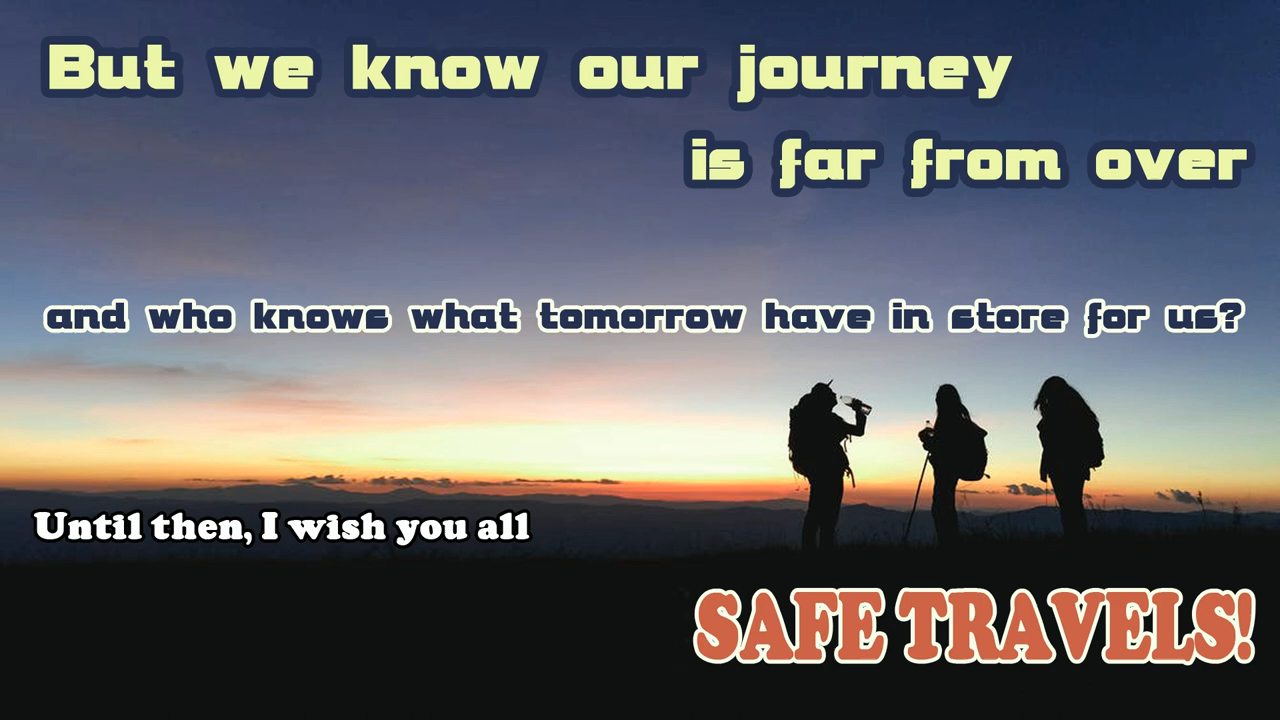 But we know our journey
is far from over
and who knows what tomorrow have in store for us?
Until then, I wish you all
SAFE TRAVELS!